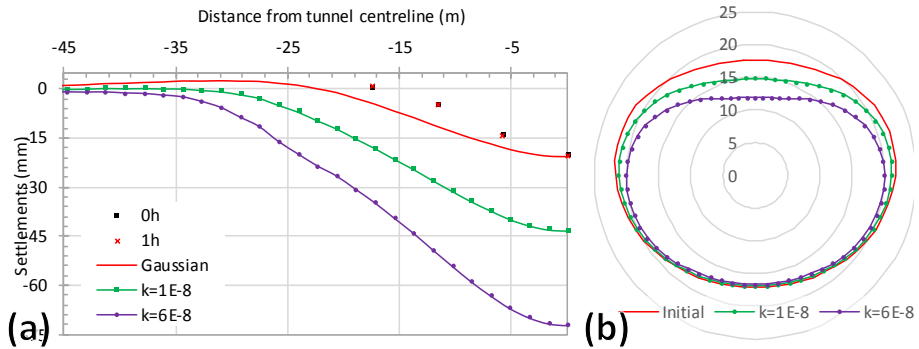 Distance from tunnel centreline (m)
-45 -35 -25 -15 -5
0
-15
-30
-45
-60
Settlements (mm)
0h
1h
Gaussian
k=1E-8
k=6E-8
(a)
25
20
15
10
5
0
Initial k=1E-8 k=6E-8
(b)